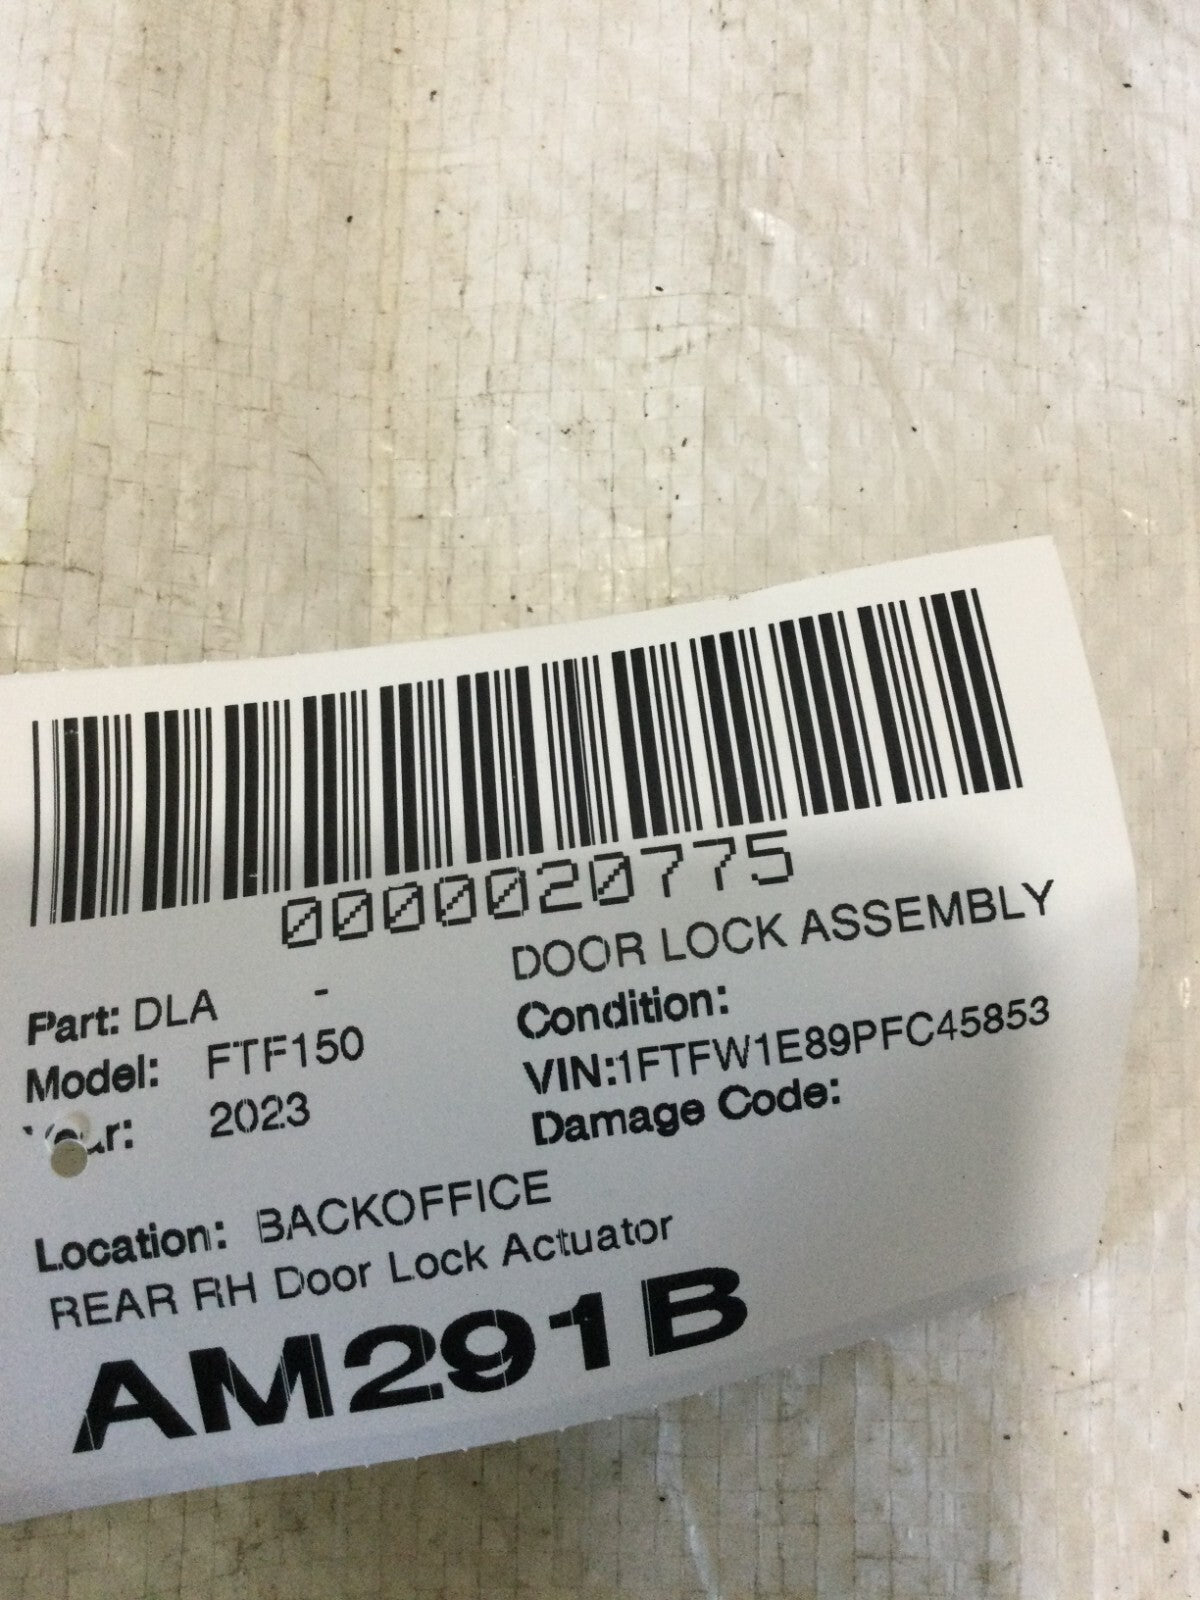 0000020775
DOOR LOCK ASSEMBLY
Part: DLA -
Condition:
Model: FTF150
VIN:1FTFW1E89PFC45853
Year: 2023
Damage Code:
Location: BACKOFFICE
REAR RH Door Lock Actuator
AM291B